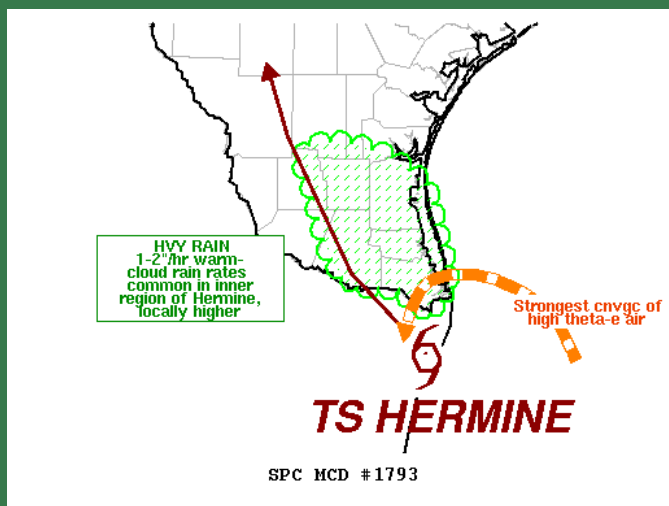 HVY RAIN
1-2"/hr warm-
cloud rain rates
common in inner
region of Hermine,
locally higher
Strongest cnvgc of
high theta-e air
TS HERMINE
SPC MCD #1793